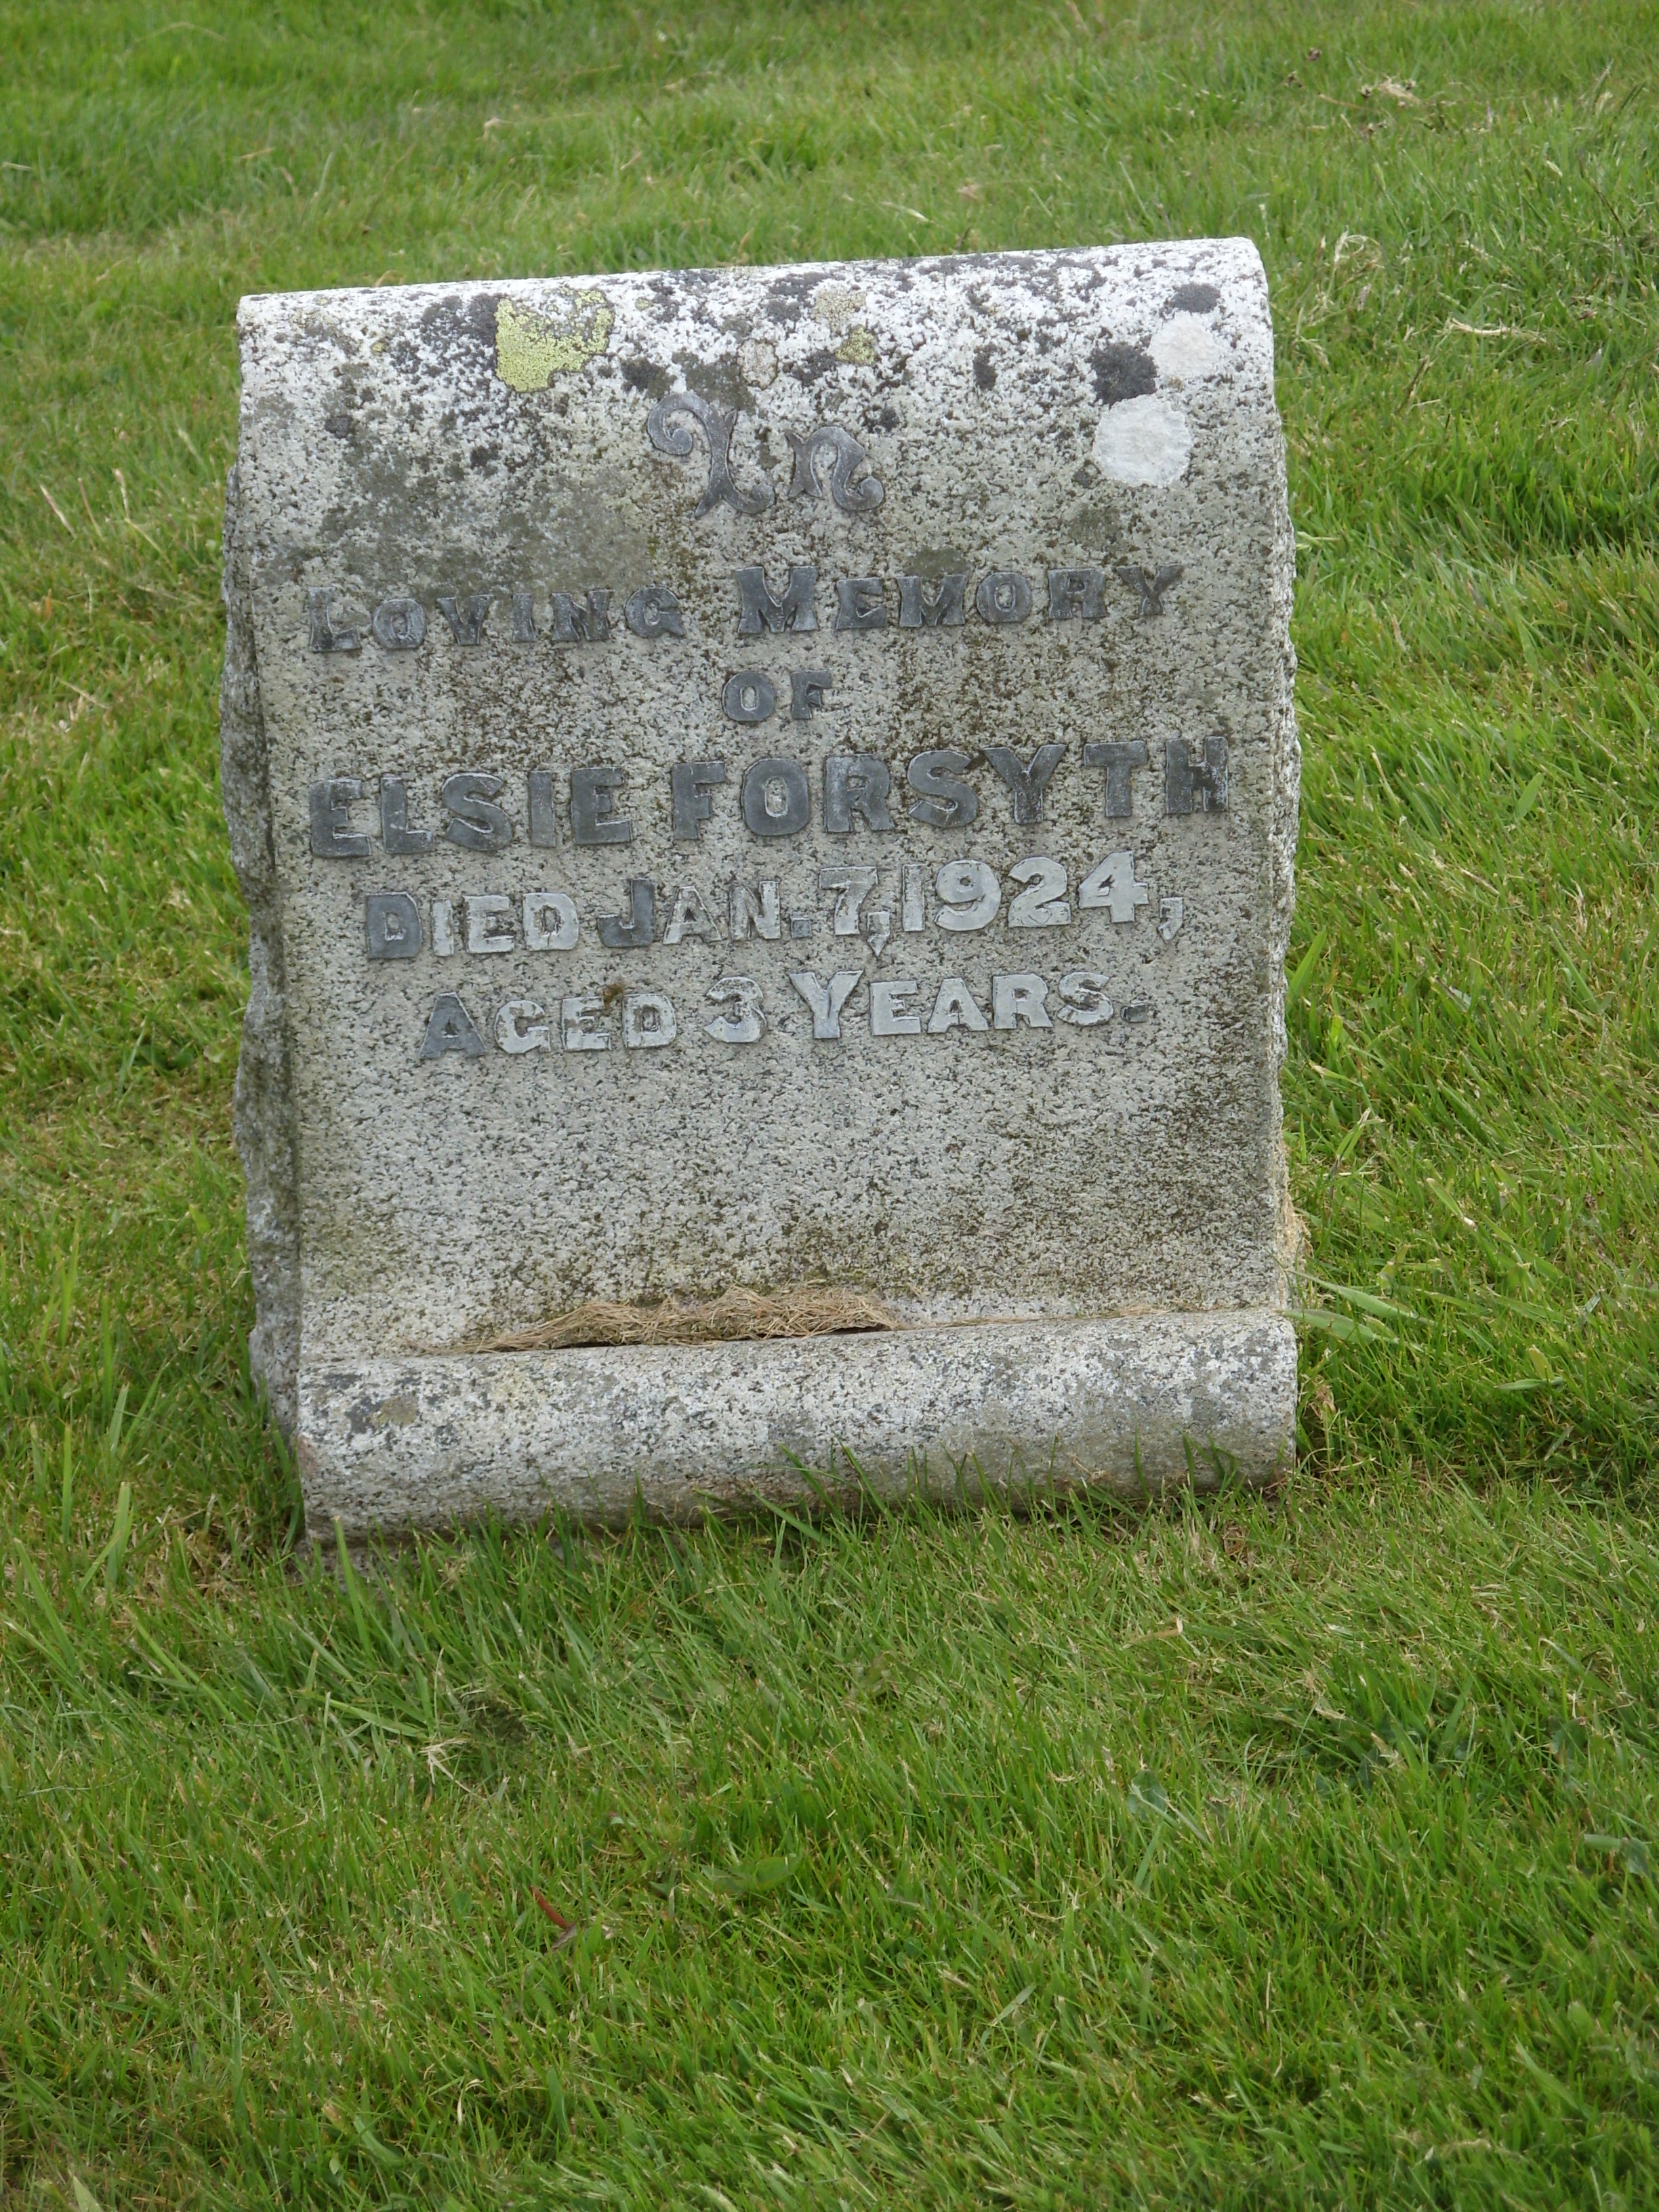 In
Loving Memory
OF
ELSIE FORSYTH
Died Jan. 7, 1924,
Aged 3 Years.